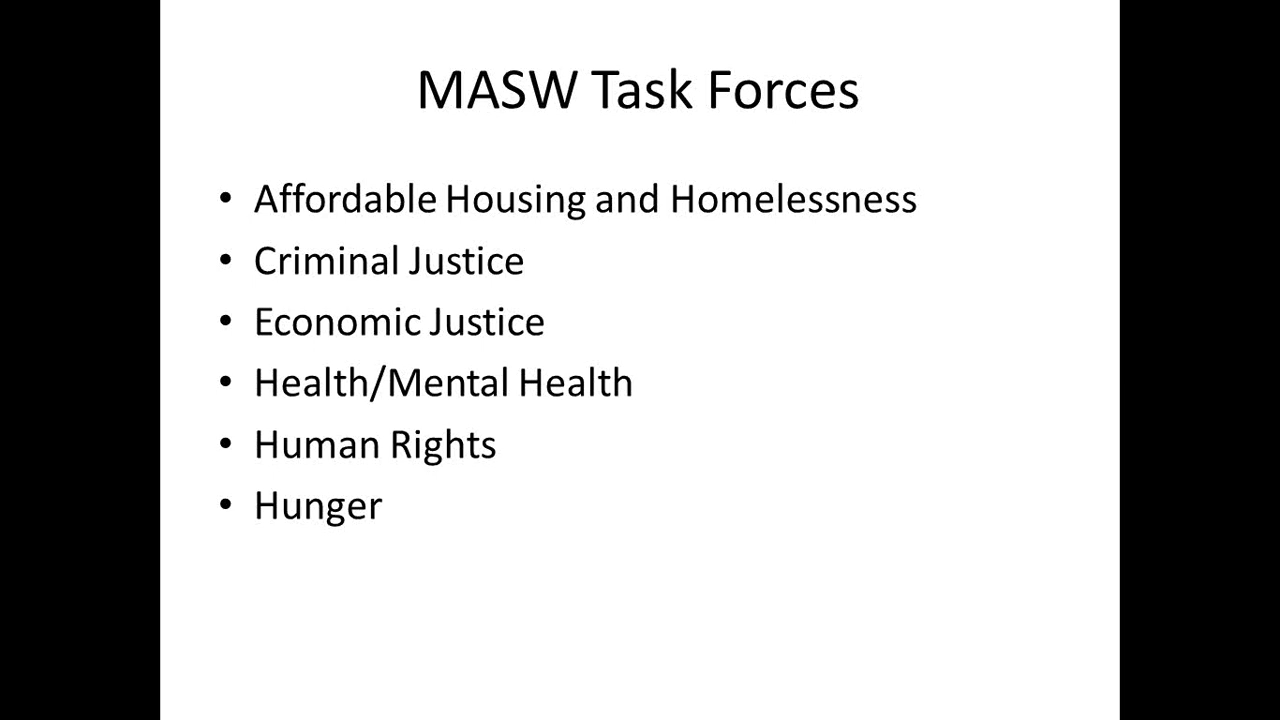 MASW Task Forces
• Affordable Housing and Homelessness
• Criminal Justice
• Economic Justice
• Health/Mental Health
• Human Rights
• Hunger